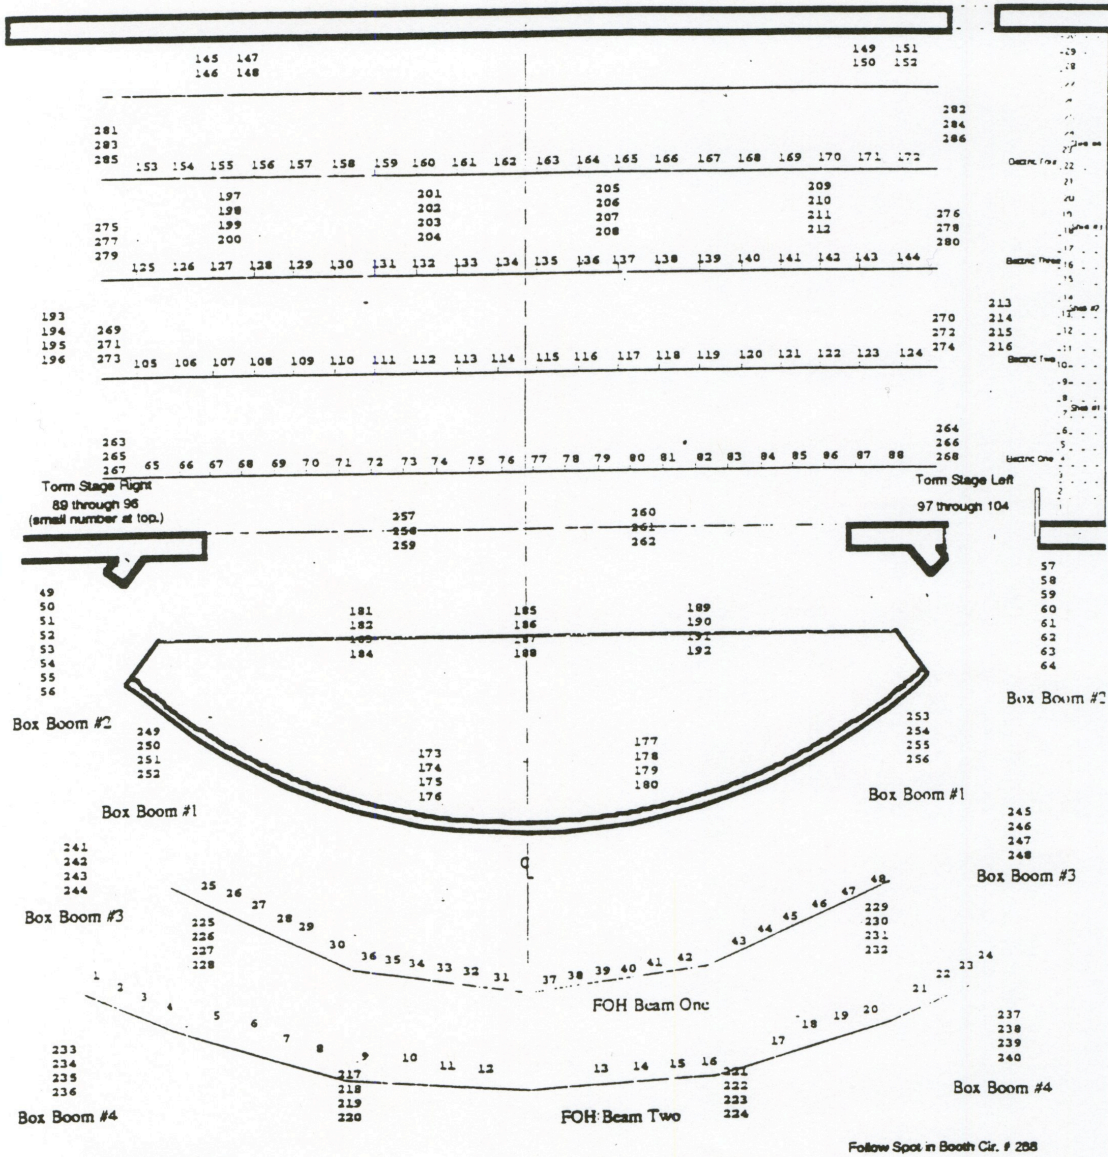 145 147 149 151
146 148 150 152
281 282
283 284
285 286
153 154 155 156 157 158 159 160 161 162 163 164 165 166 167 168 169 170 171 172 Electric Four
197 201 205 209
198 202 206 210
199 203 207 211
200 204 208 212
275 276
277 278
279 280
125 126 127 128 129 130 131 132 133 134 135 136 137 138 139 140 141 142 143 144 Electric Three
193 213
194 269 270 214
195 271 272 215
196 273 274 216
105 106 107 108 109 110 111 112 113 114 115 116 117 118 119 120 121 122 123 124 Electric Two
263 264
265 266
267 268
65 66 67 68 69 70 71 72 73 74 75 76 77 78 79 80 81 82 83 84 85 86 87 88 Electric One
Torm Stage Right
89 through 96
(small number at top.)
Torm Stage Left
97 through 104
257 260
258 261
259 262
49 57
50 58
51 59
52 60
53 61
54 62
55 63
56 64
Box Boom #2 Box Boom #2
181 185 189
182 186 190
183 187 191
184 188 192
249 253
250 254
251 255
252 256
Box Boom #1 Box Boom #1
173 177
174 178
175 179
176 180
241 245
242 246
243 247
244 248
Box Boom #3 Box Boom #3
25 26 27 28 29 30 36 35 34 33 32 31 37 38 39 40 41 42 43 44 45 46 47 48
225 229
226 230
227 231
128 232
FOH Beam One
1 2 3 4 5 6 7 8 9 10 11 12 13 14 15 16 17 18 19 20 21 22 23 24
233 237
234 238
235 239
236 240
Box Boom #4 Box Boom #4
217 221
218 222
219 223
220 224
FOH Beam Two
Follow Spot in Booth Cir. # 288